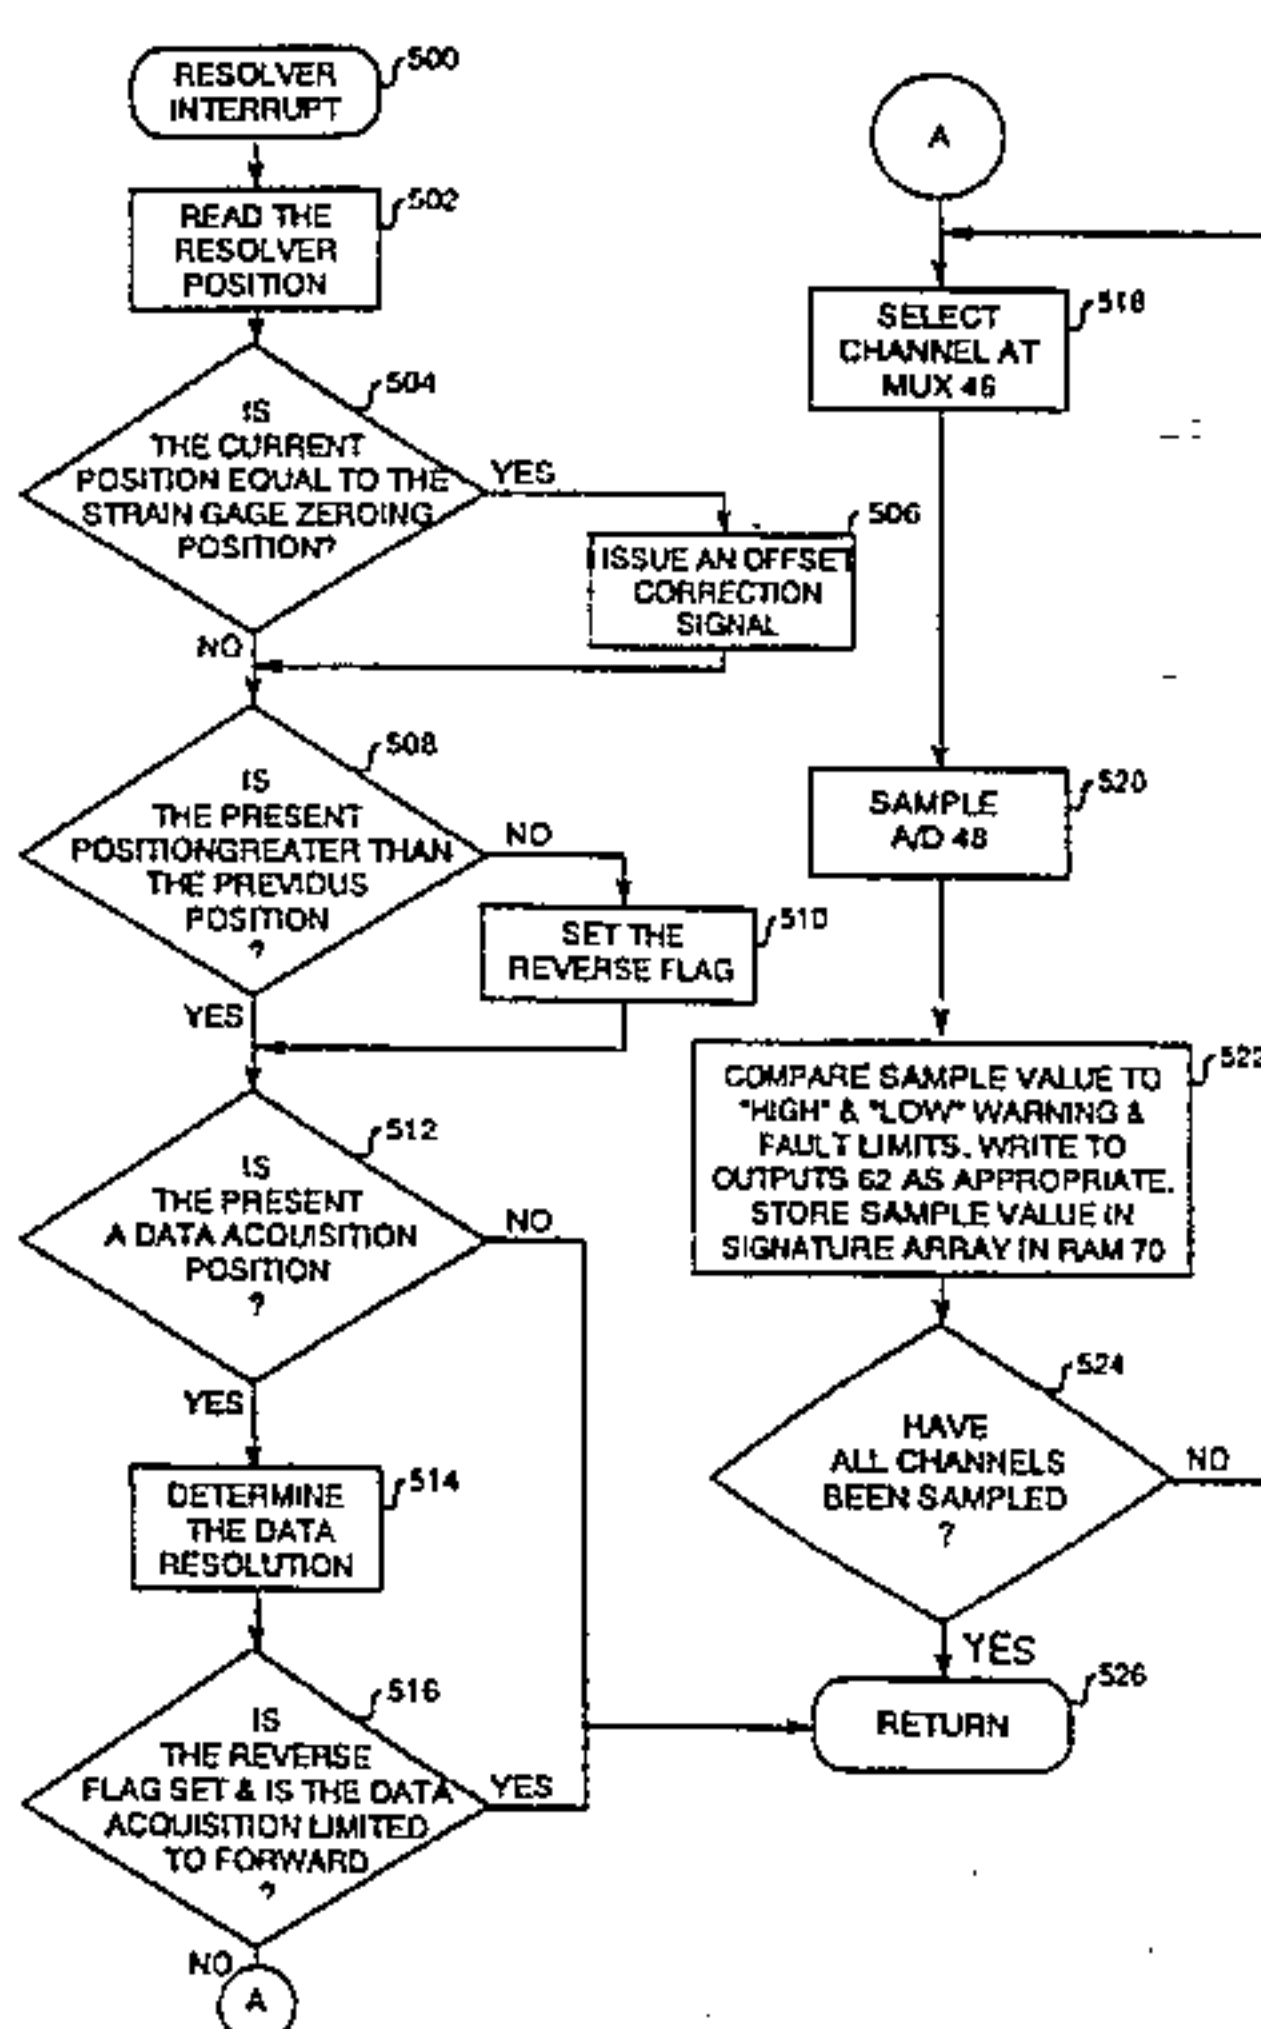 RESOLVER
INTERRUPT
500
READ THE
RESOLVER
POSITION
502
IS
THE CURRENT
POSITION EQUAL TO THE
STRAIN GAGE ZEROING
POSITION?
504
YES
NO
ISSUE AN OFFSET
CORRECTION
SIGNAL
506
IS
THE PRESENT
POSITIONGREATER THAN
THE PREVIOUS
POSITION
?
508
NO
YES
SET THE
REVERSE FLAG
510
IS
THE PRESENT
A DATA ACQUISITION
POSITION
?
512
NO
YES
DETERMINE
THE DATA
RESOLUTION
514
IS
THE REVERSE
FLAG SET & IS THE DATA
ACQUISITION LIMITED
TO FORWARD
?
516
YES
NO
A
A
SELECT
CHANNEL AT
MUX 46
518
SAMPLE
A/D 48
520
COMPARE SAMPLE VALUE TO
"HIGH" & "LOW" WARNING &
FAULT LIMITS. WRITE TO
OUTPUTS 62 AS APPROPRIATE.
STORE SAMPLE VALUE IN
SIGNATURE ARRAY IN RAM 70
522
HAVE
ALL CHANNELS
BEEN SAMPLED
?
524
NO
YES
RETURN
526